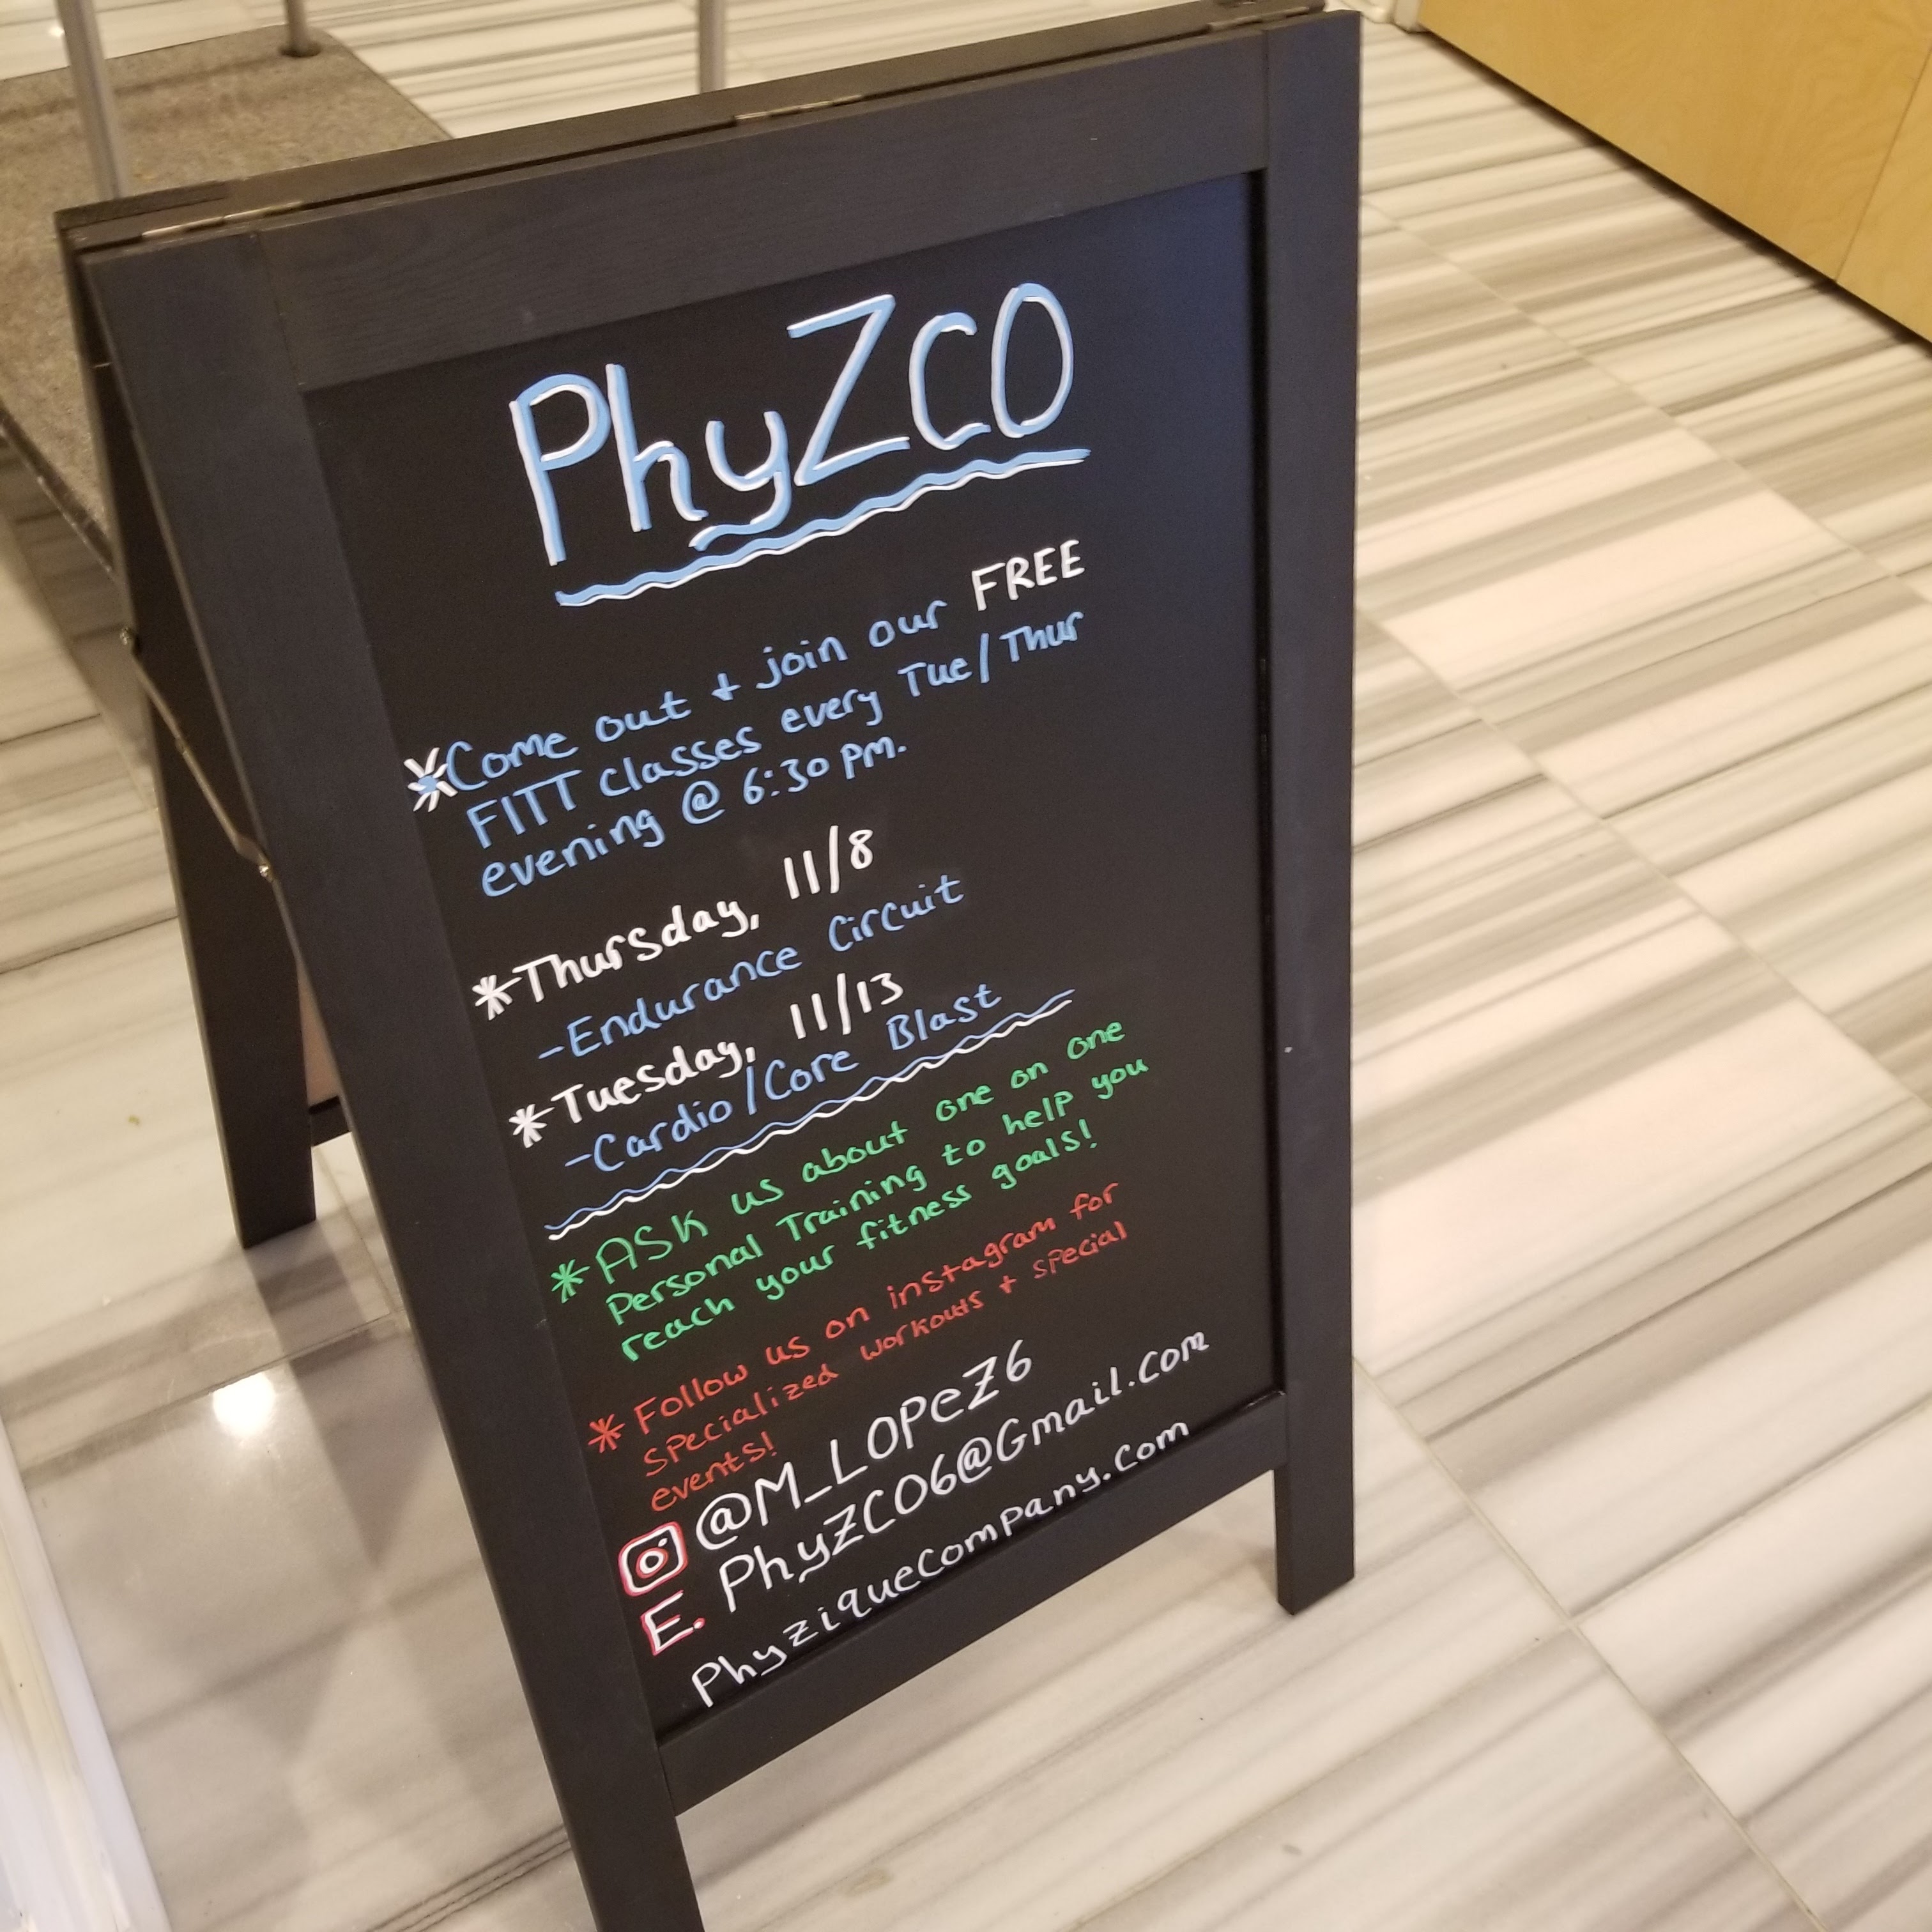 PhyZCO
*Come out + join our FREE
FITT classes every Tue/Thur
evening @ 6:30 pm.
*Thursday, 11/8
-Endurance Circuit
*Tuesday, 11/13
-Cardio/Core Blast
*ASK us about one on one
Personal Training to help you
reach your fitness goals!
*Follow us on instagram for
specialized workouts + special
events!
@M_LOPeZ6
E. PhyZCO6@Gmail.com
PhyziqueCompany.com